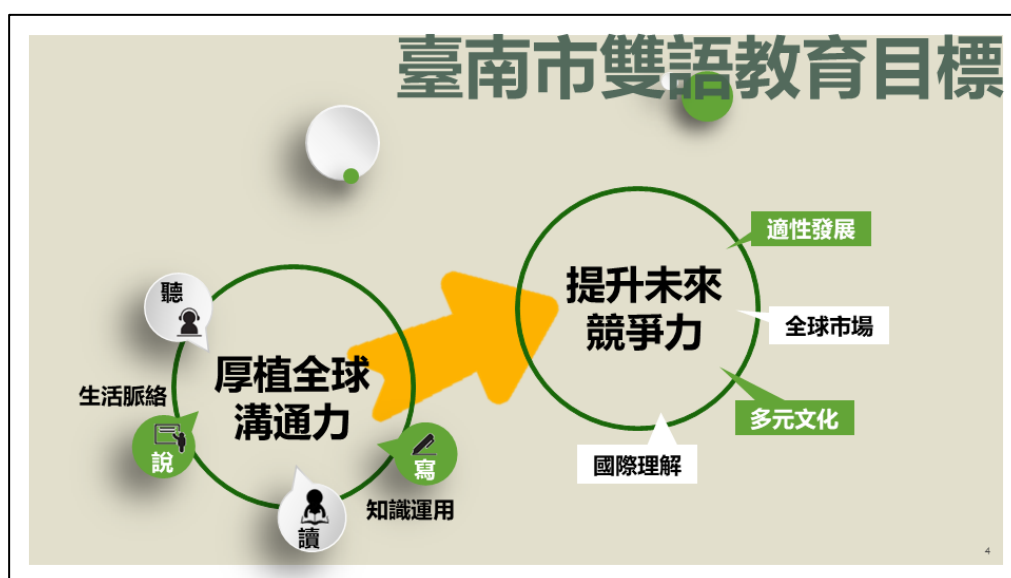 臺南市雙語教育目標
聽
生活脈絡
說
厚植全球
溝通力
讀
寫
知識運用
提升未來
競爭力
適性發展
全球市場
多元文化
國際理解
4